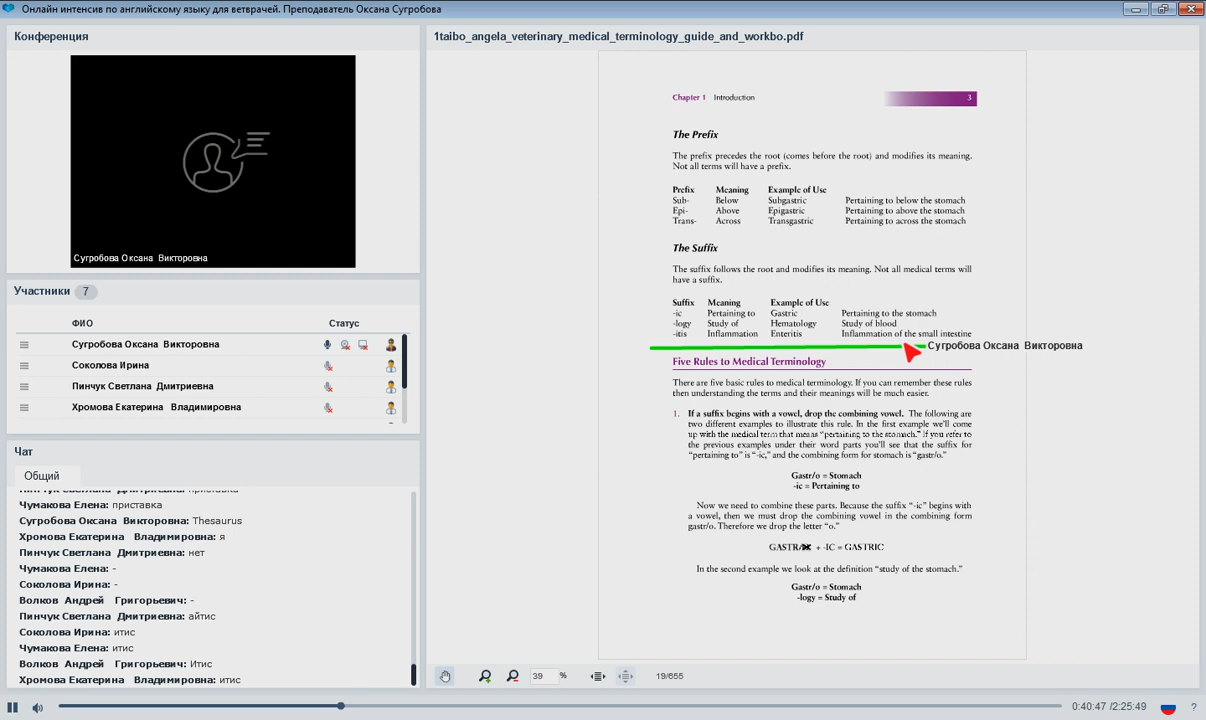 Онлайн интенсив по английскому языку для ветврачей. Преподаватель Оксана Сугробова
Конференция
Сугробова Оксана Викторовна
Участники 7
ФИО Статус
Сугробова Оксана Викторовна
Соколова Ирина
Пинчук Светлана Дмитриевна
Хромова Екатерина Владимировна
Чат
Общий
Пинчук Светлана Дмитриевна: приставка
Чумакова Елена: приставка
Сугробова Оксана Викторовна: Thesaurus
Хромова Екатерина Владимировна: я
Пинчук Светлана Дмитриевна: нет
Чумакова Елена: -
Соколова Ирина: -
Волков Андрей Григорьевич: -
Пинчук Светлана Дмитриевна: айтис
Соколова Ирина: итис
Чумакова Елена: итис
Волков Андрей Григорьевич: Итис
Хромова Екатерина Владимировна: итис
1taibo_angela_veterinary_medical_terminology_guide_and_workbo.pdf
Chapter 1 Introduction 3
The Prefix
The prefix precedes the root (comes before the root) and modifies its meaning.
Not all terms will have a prefix.
Prefix Meaning Example of Use
Sub- Below Subgastric Pertaining to below the stomach
Epi- Above Epigastric Pertaining to above the stomach
Trans- Across Transgastric Pertaining to across the stomach
The Suffix
The suffix follows the root and modifies its meaning. Not all medical terms will
have a suffix.
Suffix Meaning Example of Use
-ic Pertaining to Gastric Pertaining to the stomach
-logy Study of Hematology Study of blood
-itis Inflammation Enteritis Inflammation of the small intestine
Сугробова Оксана Викторовна
Five Rules to Medical Terminology
There are five basic rules to medical terminology. If you can remember these rules
then understanding the terms and their meanings will be much easier.
1. If a suffix begins with a vowel, drop the combining vowel. The following are
two different examples to illustrate this rule. In the first example we'll come
up with the medical term that means "pertaining to the stomach." If you refer to
the previous examples under their word parts you'll see that the suffix for
"pertaining to" is "-ic," and the combining form for stomach is "gastr/o."
Gastr/o = Stomach
-ic = Pertaining to
Now we need to combine these parts. Because the suffix "-ic" begins with
a vowel, then we must drop the combining vowel in the combining form
gastr/o. Therefore we drop the letter "o."
GASTR/O + -IC = GASTRIC
In the second example we look at the definition "study of the stomach."
Gastr/o = Stomach
-logy = Study of
39 % 19/655
0:40:47 /2:25:49 ?